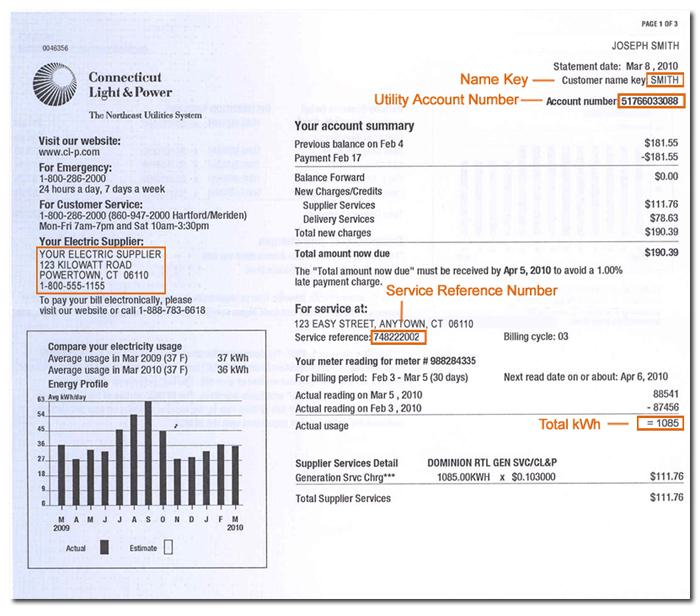 PAGE 1 OF 3
0046356
JOSEPH SMITH
Connecticut
Light & Power
The Northeast Utilities System
Statement date: Mar 8 , 2010
Name Key
Customer name key SMITH
Utility Account Number
Account number 51766033088
Visit our website:
www.cl-p.com
For Emergency:
1-800-286-2000
24 hours a day, 7 days a week
For Customer Service:
1-800-286-2000 (860-947-2000 Hartford/Meriden)
Mon-Fri 7am-7pm and Sat 10am-3:30pm
Your Electric Supplier:
YOUR ELECTRIC SUPPLIER
123 KILOWATT ROAD
POWERTOWN, CT 06110
1-800-555-1155
To pay your bill electronically, please
visit our website or call 1-888-783-6618
Your account summary
Previous balance on Feb 4 $181.55
Payment Feb 17 -$181.55
Balance Forward $0.00
New Charges/Credits
Supplier Services $111.76
Delivery Services $78.63
Total new charges $190.39
Total amount now due $190.39
The "Total amount now due" must be received by Apr 5, 2010 to avoid a 1.00%
late payment charge.
Service Reference Number
For service at:
123 EASY STREET, ANYTOWN, CT 06110
Service reference: 748222002 Billing cycle: 03
Your meter reading for meter # 988284335
For billing period: Feb 3 - Mar 5 (30 days) Next read date on or about: Apr 6, 2010
Actual reading on Mar 5 , 2010 88541
Actual reading on Feb 3 , 2010 - 87456
Actual usage Total kWh = 1085
Supplier Services Detail DOMINION RTL GEN SVC/CL&P
Generation Srvc Chrg*** 1085.00KWH x $0.103000 $111.76
Total Supplier Services $111.76
Compare your electricity usage
Average usage in Mar 2009 (37 F) 37 kWh
Average usage in Mar 2010 (37 F) 36 kWh
Energy Profile
63 Avg kWh/day
54
45
36
27
18
9
0
M A M J J A S O N D J F M
2009 2010
Actual Estimate